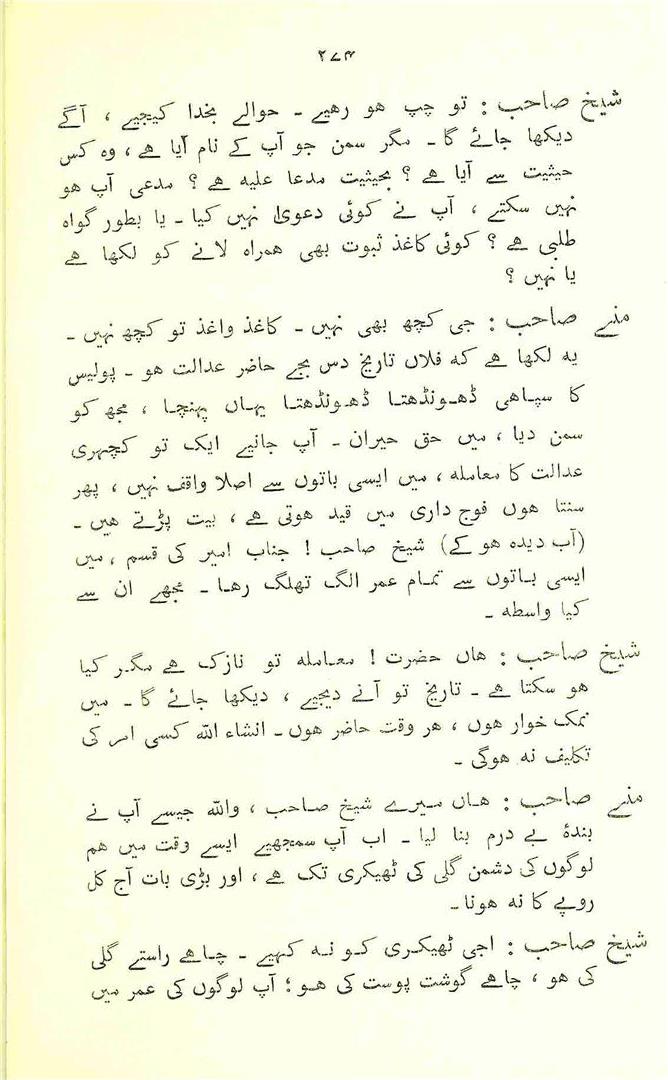 ۲۷۴
شیخ صاحب : تو چپ ہو رہیے ۔ حوالے بخدا کیجیے ، آگے
دیکھا جائے گا ۔ مگر سمن جو آپ کے نام آیا ہے ، وہ کس
حیثیت سے آیا ہے ؟ بحیثیت مدعا علیہ ہے ؟ مدعی آپ ہو
نہیں سکتے ، آپ نے کوئی دعویٰ نہیں کیا ۔ یا بطور گواہ
طلبی ہے ؟ کوئی کاغذ ثبوت بھی ہمراہ لانے کو لکھا ہے
یا نہیں ؟
منے صاحب : جی کچھ بھی نہیں ۔ کاغذ واغذ تو کچھ نہیں ۔
یہ لکھا ہے کہ فلاں تاریخ دس بجے حاضر عدالت ہو ۔ پولیس
کا سپاہی ڈھونڈھتا ڈھونڈھتا یہاں پہنچا ، مجھ کو
سمن دیا ، میں حق حیران ۔ آپ جانیے ایک تو کچہری
عدالت کا معاملہ ، میں ایسی باتوں سے اصلا واقف نہیں ، پھر
سنتا ہوں فوج داری میں قید ہوتی ہے ، بیت پڑتے ہیں ۔
(آب دیدہ ہو کے) شیخ صاحب ! جناب امیر کی قسم ، میں
ایسی باتوں سے تمام عمر الگ تھلگ رہا ۔ مجھے ان سے
کیا واسطہ ۔
شیخ صاحب : ہاں حضرت ! معاملہ تو نازک ہے مگر کیا
ہو سکتا ہے ۔ تاریخ تو آنے دیجیے ، دیکھا جائے گا ۔ میں
نمک خوار ہوں ، ہر وقت حاضر ہوں ۔ انشاء اللہ کسی امر کی
تکلیف نہ ہوگی ۔
منے صاحب : ہاں میرے شیخ صاحب ، واللہ جیسے آپ نے
بندۂ بے درم بنا لیا ۔ اب آپ سمجھیے ایسے وقت میں ہم
لوگوں کی دشمن گلی کی ٹھیکری تک ہے ، اور بڑی بات آج کل
روپے کا نہ ہونا ۔
شیخ صاحب : اجی ٹھیکری کو نہ کہیے ۔ چاہے راستے گلی
کی ہو ، چاہے گوشت پوست کی ہو ؛ آپ لوگوں کی عمر میں